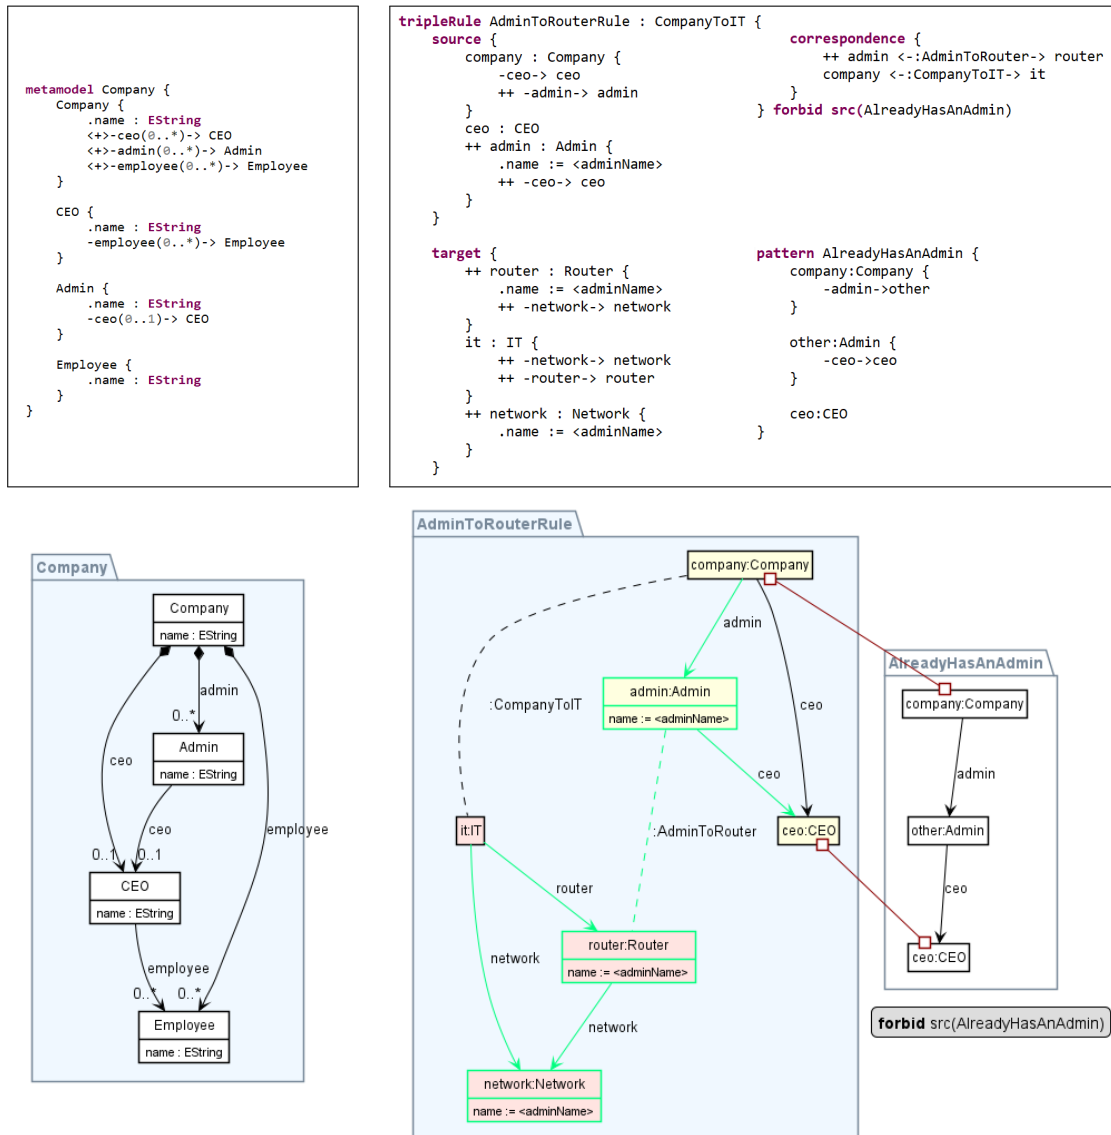 metamodel Company {
Company {
.name : EString
<+>-ceo(0..*)-> CEO
<+>-admin(0..*)-> Admin
<+>-employee(0..*)-> Employee
}
CEO {
.name : EString
-employee(0..*)-> Employee
}
Admin {
.name : EString
-ceo(0..1)-> CEO
}
Employee {
.name : EString
}
}
tripleRule AdminToRouterRule : CompanyToIT {
source {
company : Company {
-ceo-> ceo
++ -admin-> admin
}
ceo : CEO
++ admin : Admin {
.name := <adminName>
++ -ceo-> ceo
}
}
target {
++ router : Router {
.name := <adminName>
++ -network-> network
}
it : IT {
++ -network-> network
++ -router-> router
}
++ network : Network {
.name := <adminName>
}
}
correspondence {
++ admin <-:AdminToRouter-> router
company <-:CompanyToIT-> it
}
} forbid src(AlreadyHasAnAdmin)
pattern AlreadyHasAnAdmin {
company:Company {
-admin->other
}
other:Admin {
-ceo->ceo
}
ceo:CEO
}
Company
Company
name : EString
admin
0..*
Admin
name : EString
ceo
ceo
employee
0..1
0..1
CEO
name : EString
employee
0..*
0..*
Employee
name : EString
AdminToRouterRule
company:Company
admin
admin:Admin
name := <adminName>
:CompanyToIT
ceo
ceo
it:IT
:AdminToRouter
ceo:CEO
router
router:Router
name := <adminName>
network
network
network:Network
name := <adminName>
AlreadyHasAnAdmin
company:Company
admin
other:Admin
ceo
ceo:CEO
forbid src(AlreadyHasAnAdmin)